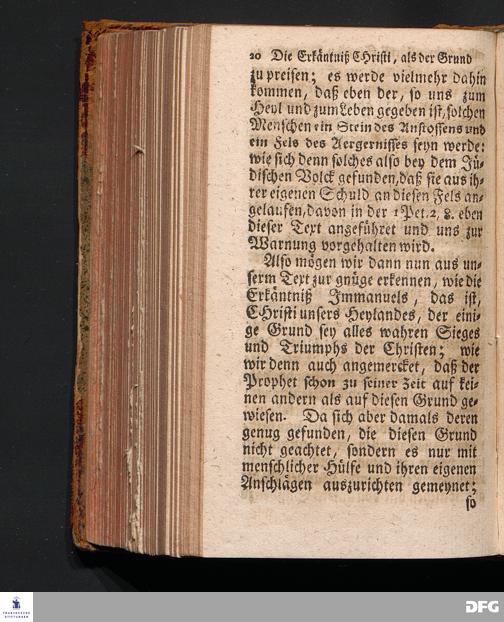 20 Die Erkäntniß CHristi, als der Grund
zu preisen; es werde vielmehr dahin
kommen, daß eben der, so uns zum
Heyl und zum Leben gegeben ist, solchen
Menschen ein Stein des Anstossens und
ein Fels des Aergernisses seyn werde:
wie sich denn solches also bey dem Jü-
dischen Volck gefunden, daß sie aus ih-
rer eigenen Schuld an diesen Fels an-
gelaufen, davon in der 1 Pet. 2, 8. eben
dieser Text angeführet und uns zur
Warnung vorgehalten wird.
Also mögen wir dann nun aus un-
serm Text zur gnüge erkennen, wie die
Erkäntniß Immanuels, das ist,
CHristi unsers Heylandes, der eini-
ge Grund sey alles wahren Sieges
und Triumphs der Christen; wie
wir denn auch angemercket, daß der
Prophet schon zu seiner Zeit auf kei-
nen andern als auf diesen Grund ge-
wiesen. Da sich aber damals deren
genug gefunden, die diesen Grund
nicht geachtet, sondern es nur mit
menschlicher Hülfe und ihren eigenen
Anschlägen auszurichten gemeynet;
so
FRANCKESCHE
STIFTUNGEN
DFG